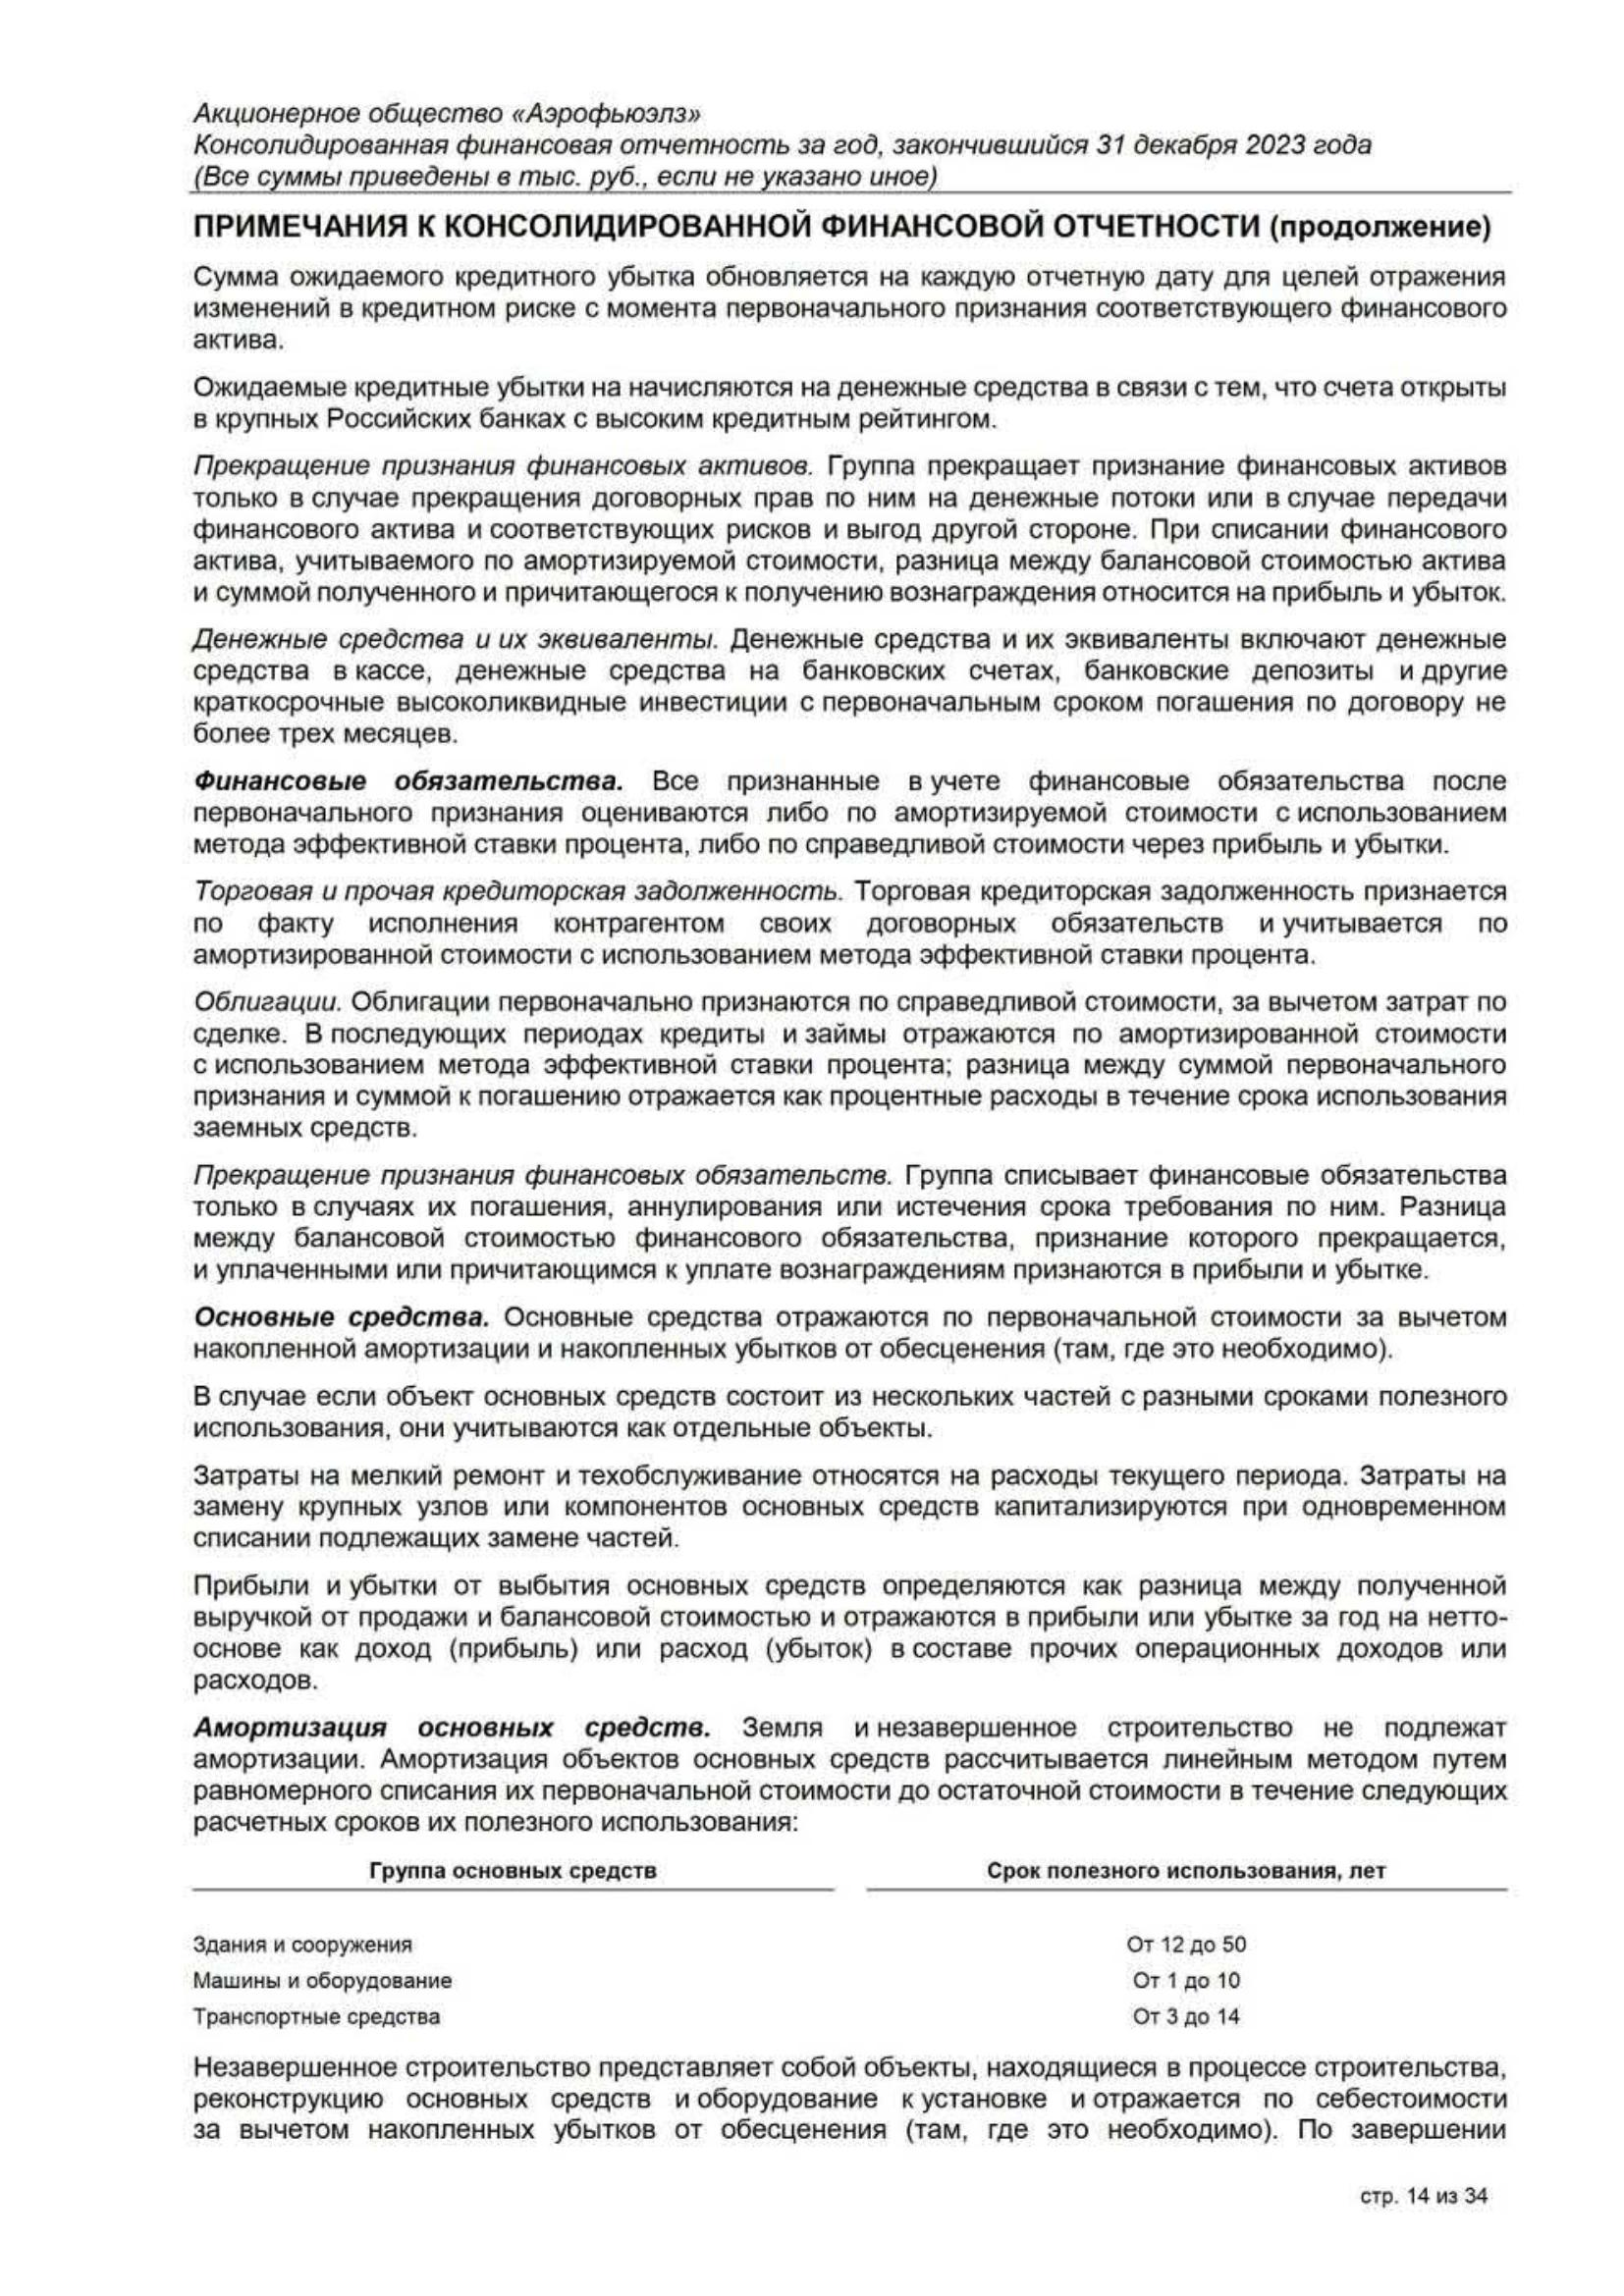 Акционерное общество «Аэрофьюэлз»
Консолидированная финансовая отчетность за год, закончившийся 31 декабря 2023 года
(Все суммы приведены в тыс. руб., если не указано иное)
ПРИМЕЧАНИЯ К КОНСОЛИДИРОВАННОЙ ФИНАНСОВОЙ ОТЧЕТНОСТИ (продолжение)
Сумма ожидаемого кредитного убытка обновляется на каждую отчетную дату для целей отражения
изменений в кредитном риске с момента первоначального признания соответствующего финансового
актива.
Ожидаемые кредитные убытки на начисляются на денежные средства в связи с тем, что счета открыты
в крупных Российских банках с высоким кредитным рейтингом.
Прекращение признания финансовых активов. Группа прекращает признание финансовых активов
только в случае прекращения договорных прав по ним на денежные потоки или в случае передачи
финансового актива и соответствующих рисков и выгод другой стороне. При списании финансового
актива, учитываемого по амортизируемой стоимости, разница между балансовой стоимостью актива
и суммой полученного и причитающегося к получению вознаграждения относится на прибыль и убыток.
Денежные средства и их эквиваленты. Денежные средства и их эквиваленты включают денежные
средства в кассе, денежные средства на банковских счетах, банковские депозиты и другие
краткосрочные высоколиквидные инвестиции с первоначальным сроком погашения по договору не
более трех месяцев.
Финансовые обязательства. Все признанные в учете финансовые обязательства после
первоначального признания оцениваются либо по амортизируемой стоимости с использованием
метода эффективной ставки процента, либо по справедливой стоимости через прибыль и убытки.
Торговая и прочая кредиторская задолженность. Торговая кредиторская задолженность признается
по факту исполнения контрагентом своих договорных обязательств и учитывается по
амортизированной стоимости с использованием метода эффективной ставки процента.
Облигации. Облигации первоначально признаются по справедливой стоимости, за вычетом затрат по
сделке. В последующих периодах кредиты и займы отражаются по амортизированной стоимости
с использованием метода эффективной ставки процента; разница между суммой первоначального
признания и суммой к погашению отражается как процентные расходы в течение срока использования
заемных средств.
Прекращение признания финансовых обязательств. Группа списывает финансовые обязательства
только в случаях их погашения, аннулирования или истечения срока требования по ним. Разница
между балансовой стоимостью финансового обязательства, признание которого прекращается,
и уплаченными или причитающимся к уплате вознаграждениям признаются в прибыли и убытке.
Основные средства. Основные средства отражаются по первоначальной стоимости за вычетом
накопленной амортизации и накопленных убытков от обесценения (там, где это необходимо).
В случае если объект основных средств состоит из нескольких частей с разными сроками полезного
использования, они учитываются как отдельные объекты.
Затраты на мелкий ремонт и техобслуживание относятся на расходы текущего периода. Затраты на
замену крупных узлов или компонентов основных средств капитализируются при одновременном
списании подлежащих замене частей.
Прибыли и убытки от выбытия основных средств определяются как разница между полученной
выручкой от продажи и балансовой стоимостью и отражаются в прибыли или убытке за год на нетто-
основе как доход (прибыль) или расход (убыток) в составе прочих операционных доходов или
расходов.
Амортизация основных средств. Земля и незавершенное строительство не подлежат
амортизации. Амортизация объектов основных средств рассчитывается линейным методом путем
равномерного списания их первоначальной стоимости до остаточной стоимости в течение следующих
расчетных сроков их полезного использования:
Группа основных средств Срок полезного использования, лет
Здания и сооружения От 12 до 50
Машины и оборудование От 1 до 10
Транспортные средства От 3 до 14
Незавершенное строительство представляет собой объекты, находящиеся в процессе строительства,
реконструкцию основных средств и оборудование к установке и отражается по себестоимости
за вычетом накопленных убытков от обесценения (там, где это необходимо). По завершении
стр. 14 из 34